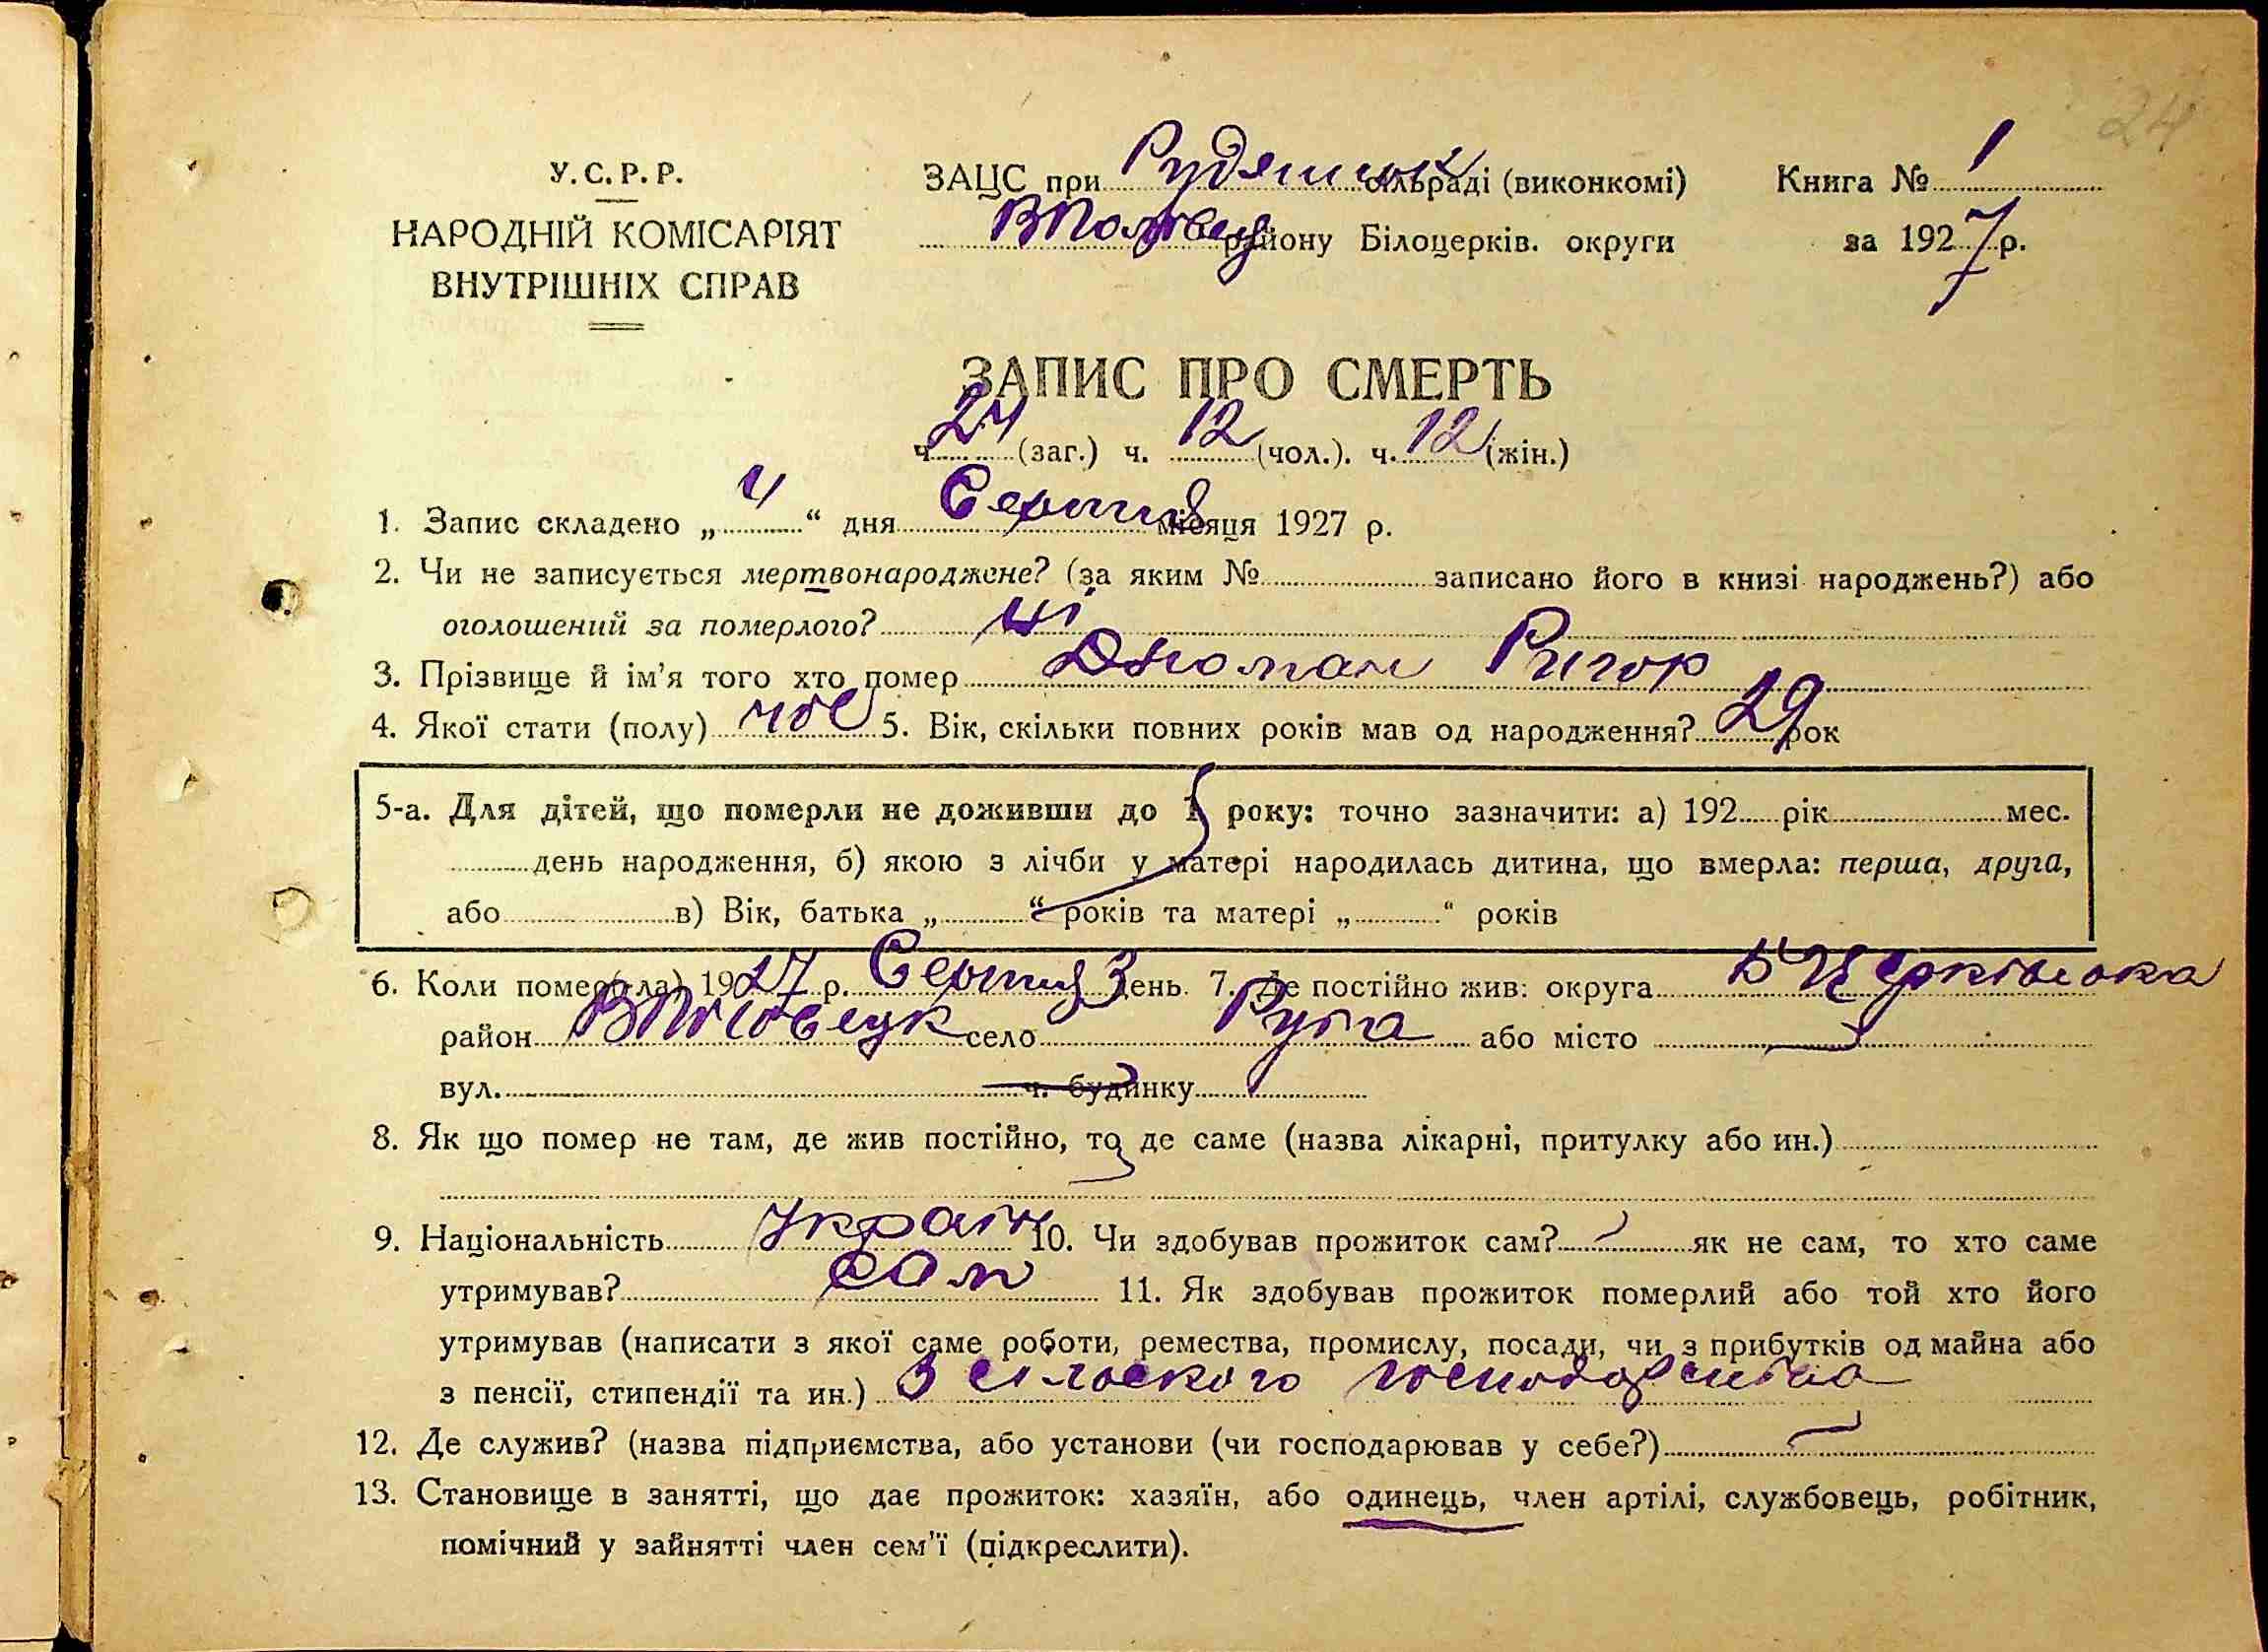 24
У.С.Р.Р.
НАРОДНІЙ КОМІСАРІЯТ
ВНУТРІШНІХ СПРАВ
ЗАЦС при сільраді (виконкомі)
району Білоцерків. округи
Книга № 1
за 1927 р.
ЗАПИС ПРО СМЕРТЬ
ч. 24 (заг.) ч. 12 (чол.). ч. 12 (жін.)
1. Запис складено „ 4 “ дня Серпня місяця 1927 р.
2. Чи не записується мертвонароджене? (за яким № записано його в книзі народжень?) або
оголошений за померлого? ні
3. Прізвище й ім’я того хто помер Дзюман Ригор
4. Якої стати (полу) чол 5. Вік, скільки повних років мав од народження? 29 рок
5-а. Для дітей, що померли не доживши до 1 року: точно зазначити: а) 192 рік мес.
день народження, б) якою з лічби у матері народилась дитина, що вмерла: перша, друга,
або в) Вік, батька „ “ років та матері „ “ років
6. Коли помер(-ла) 1927 р. Серпня 3 день. 7. Де постійно жив: округа Б Церківська
район ВПоловецьк село Рута або місто
вул. ч. будинку
8. Як що помер не там, де жив постійно, то де саме (назва лікарні, притулку або ин.)
9. Національність Україн 10. Чи здобував прожиток сам? як не сам, то хто саме
утримував? сам 11. Як здобував прожиток померлий або той хто його
утримував (написати з якої саме роботи, ремества, промислу, посади, чи з прибутків од майна або
з пенсії, стипендії та ин.) З сільського господарства
12. Де служив? (назва підприємства, або установи (чи господарював у себе?)
13. Становище в занятті, що дає прожиток: хазяїн, або одинець, член артілі, службовець, робітник,
помічний у зайнятті член сем’ї (підкреслити).